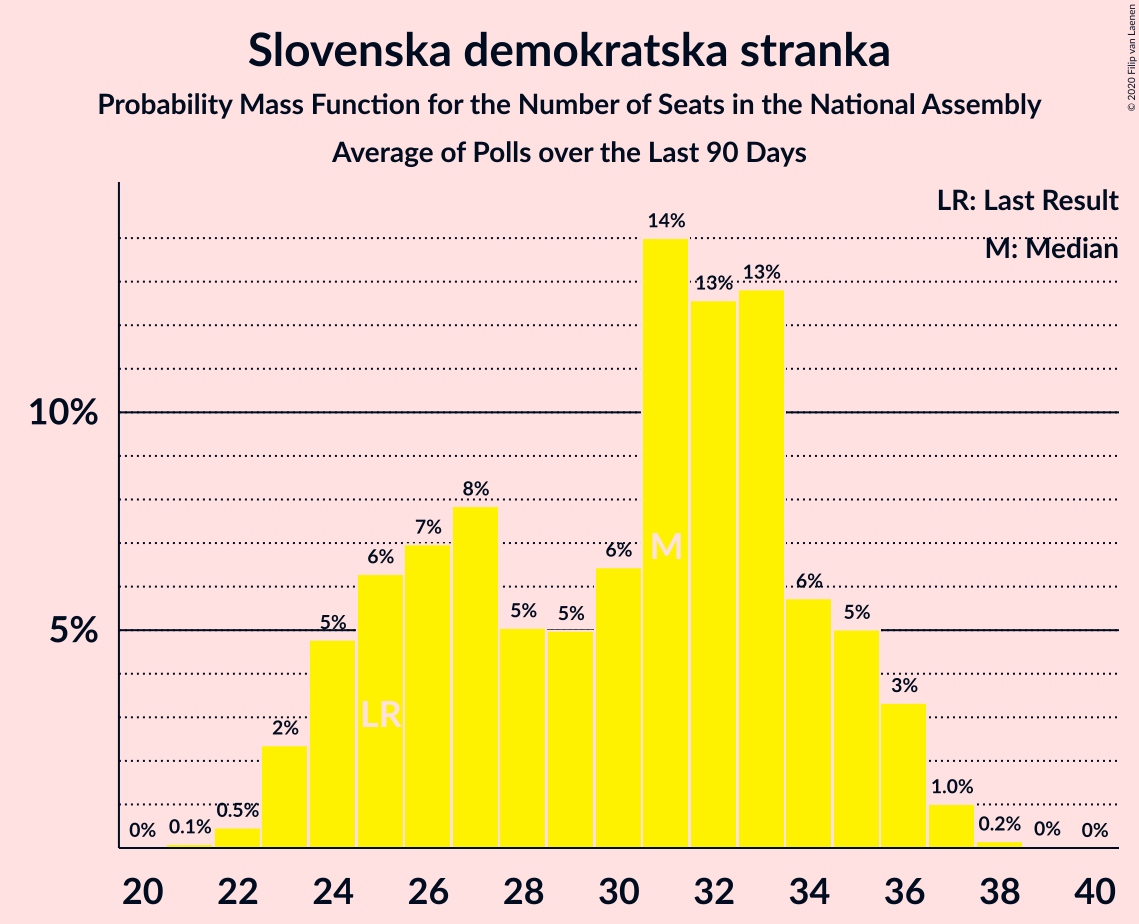 © 2020 Filip van Laenen
Slovenska demokratska stranka
Probability Mass Function for the Number of Seats in the National Assembly
Average of Polls over the Last 90 Days
LR: Last Result
M: Median
10%
5%
0%
0.1%
0.5%
2%
5%
6%
7%
8%
5%
5%
6%
14%
13%
13%
6%
5%
3%
1.0%
0.2%
0%
0%
LR
M
20 22 24 26 28 30 32 34 36 38 40